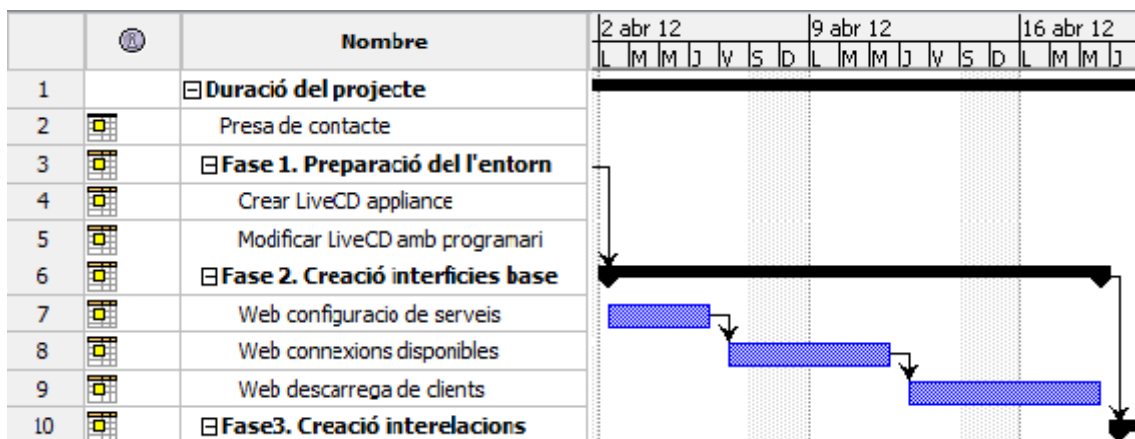 Nombre
2 abr 12 9 abr 12 16 abr 12
L M M J V S D L M M J V S D L M M J
1 Duració del projecte
2 Presa de contacte
3 Fase 1. Preparació del l'entorn
4 Crear LiveCD appliance
5 Modificar LiveCD amb programari
6 Fase 2. Creació interficies base
7 Web configuracio de serveis
8 Web connexions disponibles
9 Web descarrega de clients
10 Fase3. Creació interelacions